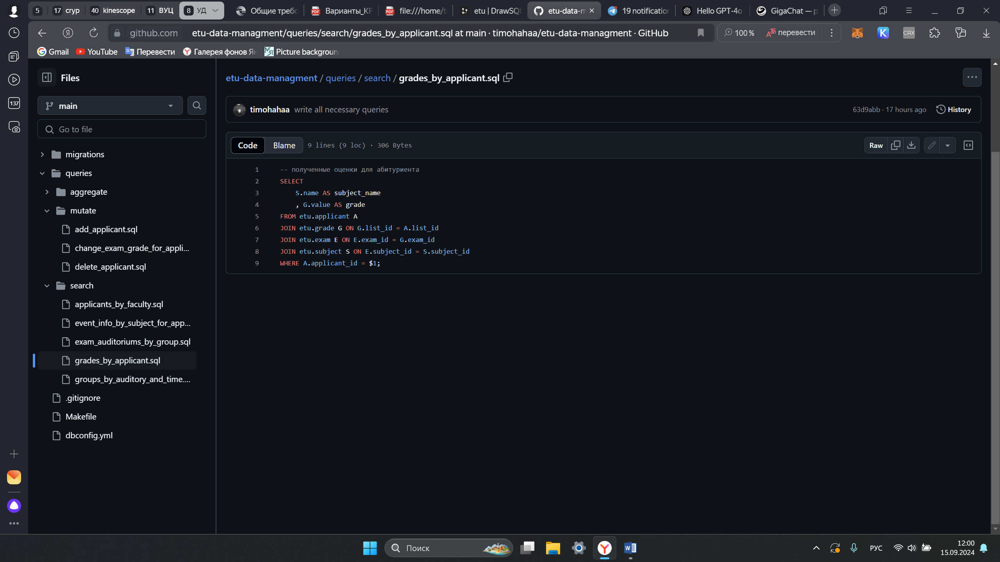 5 17 cryp 40 kinescope 11 ВУЦ 8 УД Общие требо Варианты_КР file:///home/ti etu | DrawSQL etu-data-m 19 notification Hello GPT-4o GigaChat — р
Я github.com etu-data-managment/queries/search/grades_by_applicant.sql at main · timohahaa/etu-data-managment · GitHub 100 % перевести CRX
Gmail YouTube Перевести Галерея фонов Ян Picture backgroun
137
Files
main
Go to file
migrations
queries
aggregate
mutate
add_applicant.sql
change_exam_grade_for_appli...
delete_applicant.sql
search
applicants_by_faculty.sql
event_info_by_subject_for_app...
exam_auditoriums_by_group.sql
grades_by_applicant.sql
groups_by_auditory_and_time....
.gitignore
Makefile
dbconfig.yml
etu-data-managment / queries / search / grades_by_applicant.sql
timohahaa write all necessary queries 63d9abb · 17 hours ago History
Code Blame 9 lines (9 loc) · 306 Bytes Raw
1 -- полученные оценки для абитуриента
2 SELECT
3 S.name AS subject_name
4 , G.value AS grade
5 FROM etu.applicant A
6 JOIN etu.grade G ON G.list_id = A.list_id
7 JOIN etu.exam E ON E.exam_id = G.exam_id
8 JOIN etu.subject S ON E.subject_id = S.subject_id
9 WHERE A.applicant_id = $1;
Поиск РУС 12:00
15.09.2024